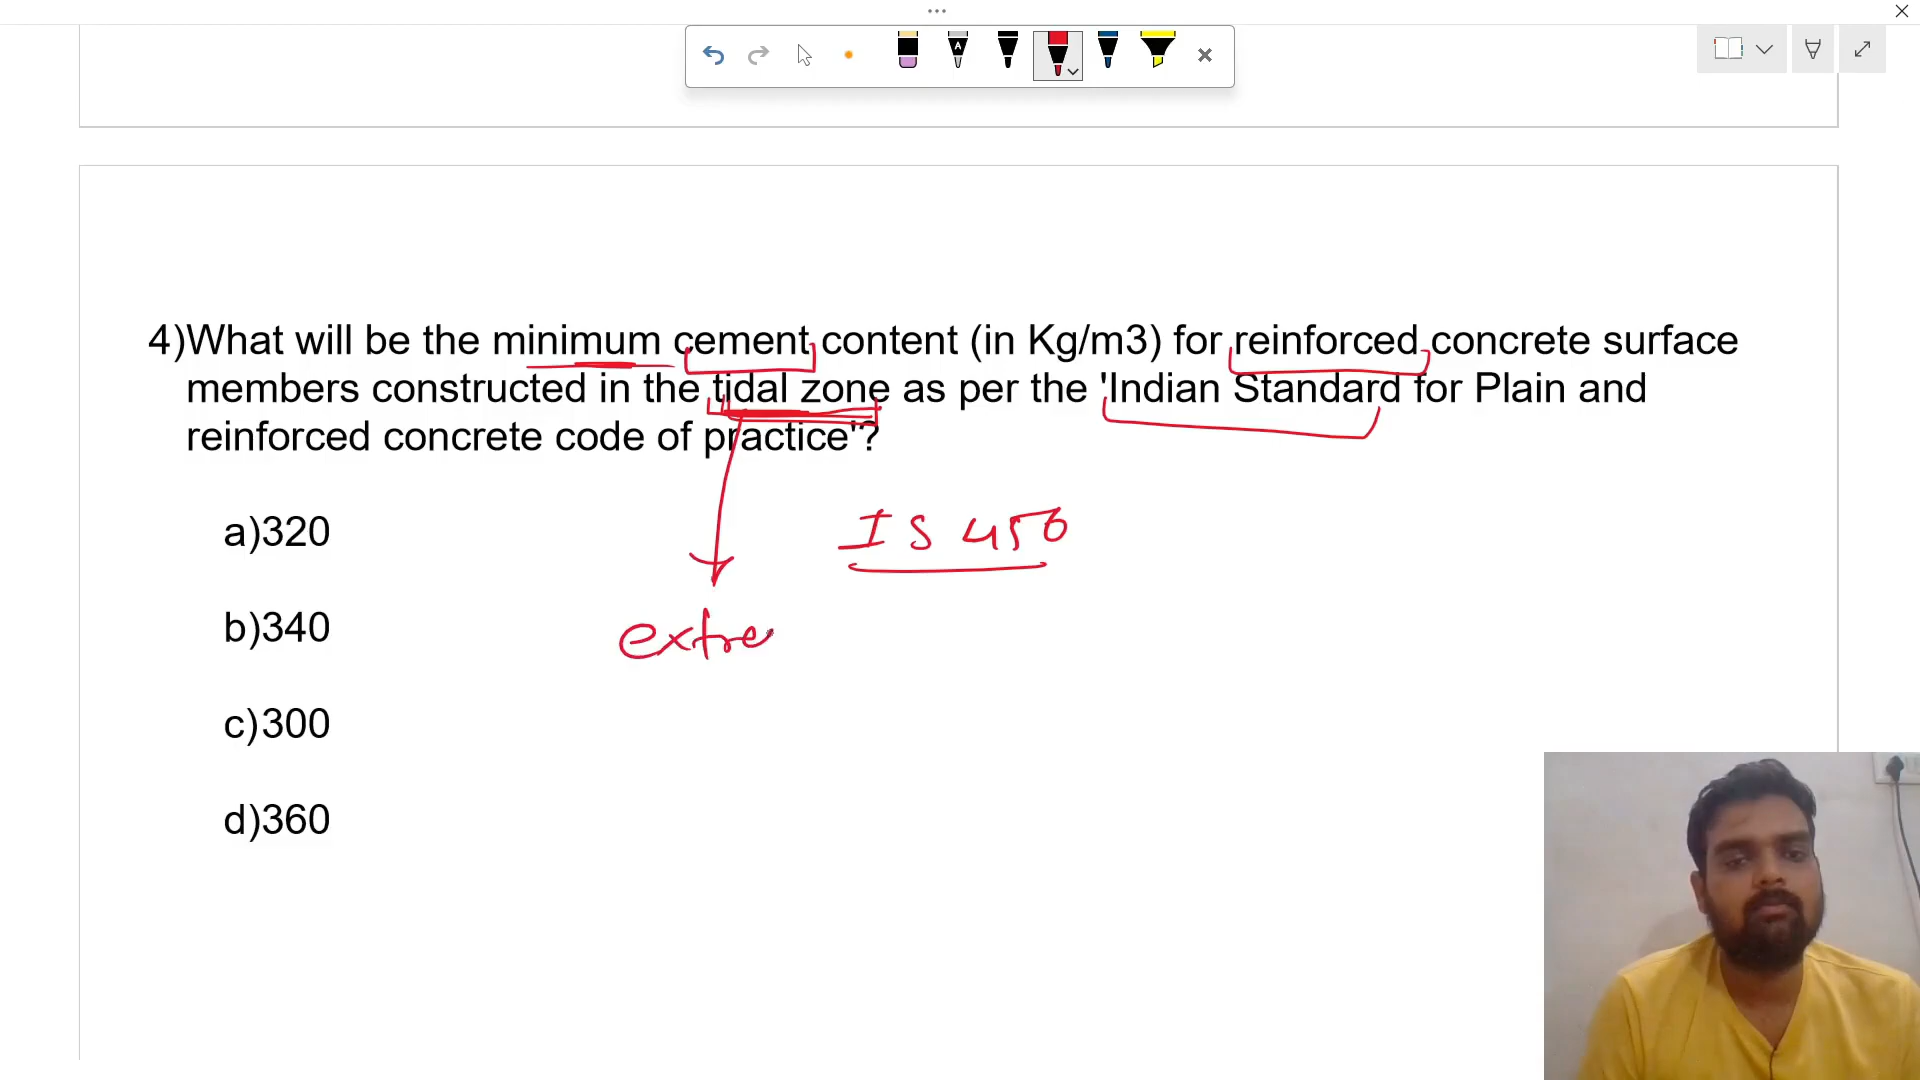 4)What will be the minimum cement content (in Kg/m3) for reinforced concrete surface
members constructed in the tidal zone as per the 'Indian Standard for Plain and
reinforced concrete code of practice'?
IS 456
a)320
extre
b)340
c)300
d)360